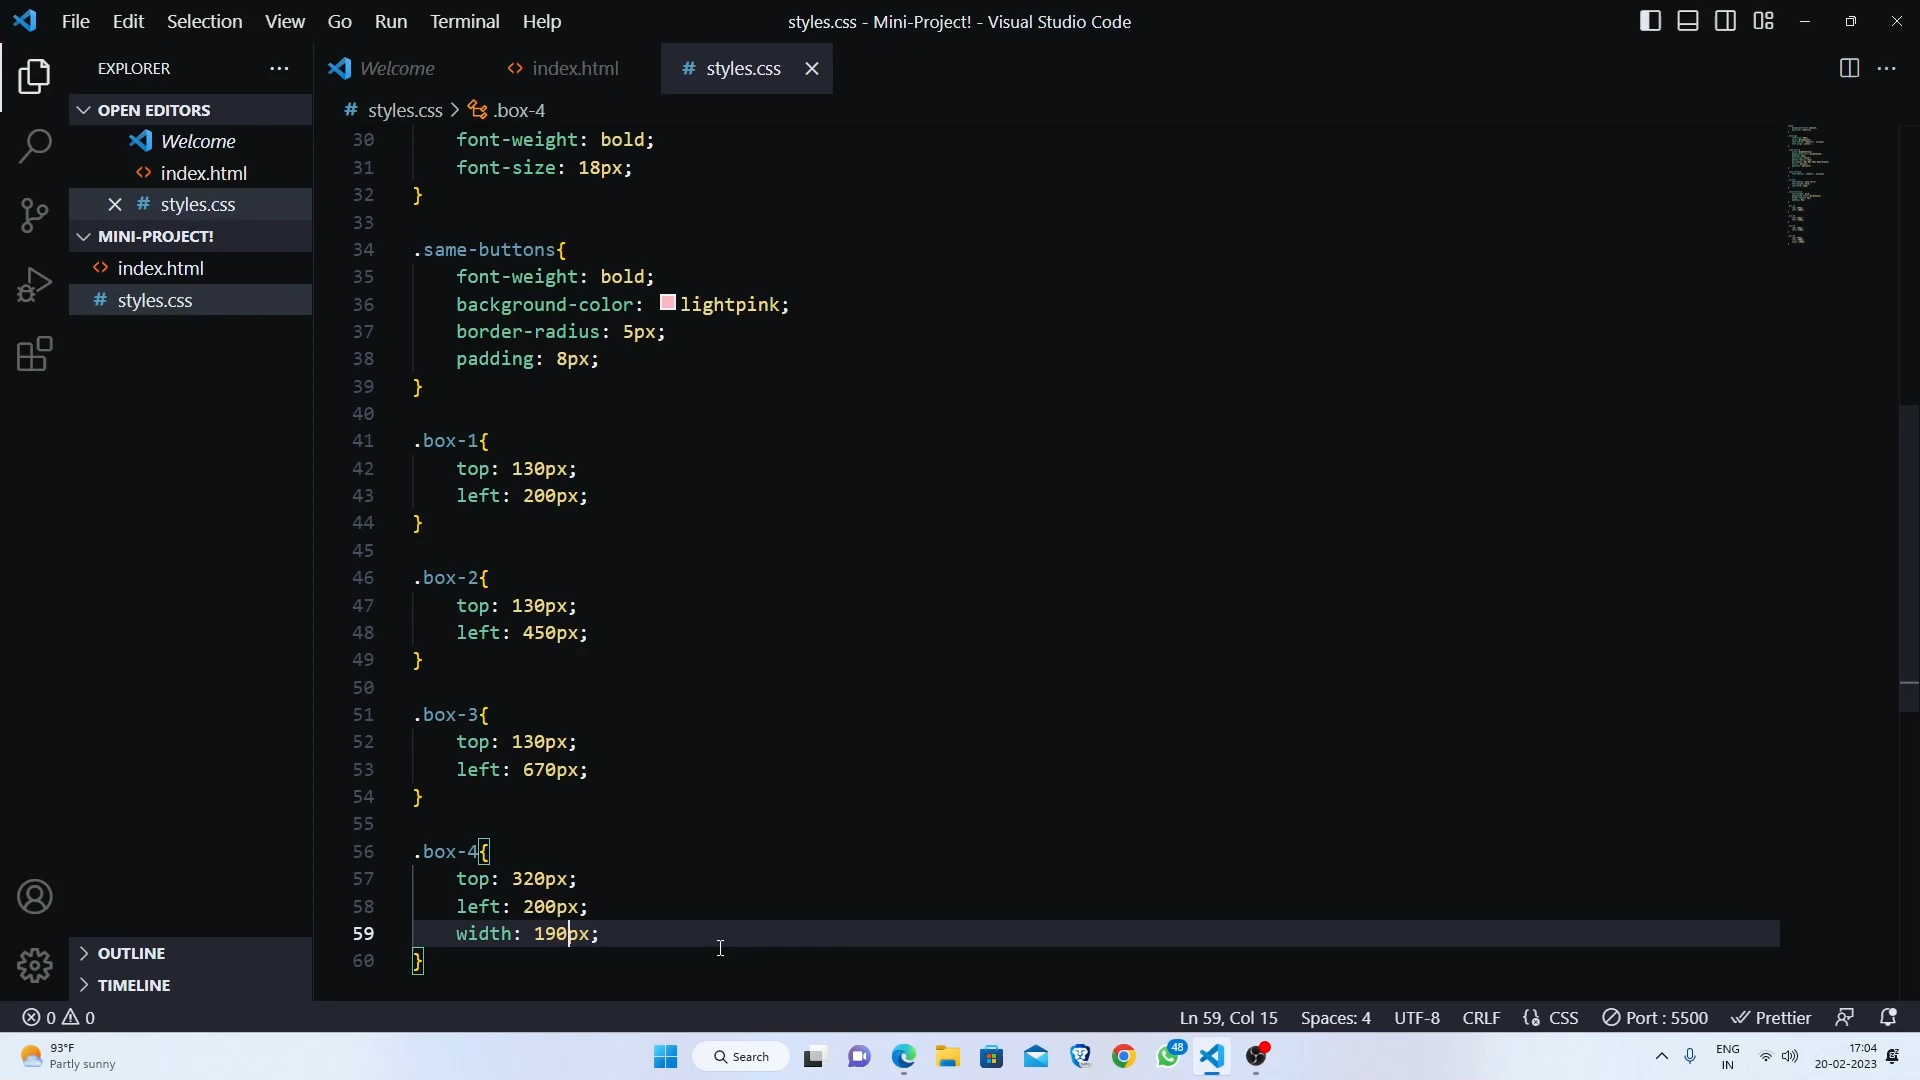 File Edit Selection View Go Run Terminal Help
styles.css - Mini-Project! - Visual Studio Code
EXPLORER
Welcome
index.html
# styles.css
OPEN EDITORS
Welcome
index.html
# styles.css
MINI-PROJECT!
index.html
# styles.css
OUTLINE
TIMELINE
# styles.css > .box-4
30 font-weight: bold;
31 font-size: 18px;
32 }
33
34 .same-buttons{
35 font-weight: bold;
36 background-color: lightpink;
37 border-radius: 5px;
38 padding: 8px;
39 }
40
41 .box-1{
42 top: 130px;
43 left: 200px;
44 }
45
46 .box-2{
47 top: 130px;
48 left: 450px;
49 }
50
51 .box-3{
52 top: 130px;
53 left: 670px;
54 }
55
56 .box-4{
57 top: 320px;
58 left: 200px;
59 width: 190px;
60 }
0 0
Ln 59, Col 15 Spaces: 4 UTF-8 CRLF {} CSS Port : 5500 Prettier
93°F
Partly sunny
Search
48
ENG
IN
17:04
20-02-2023